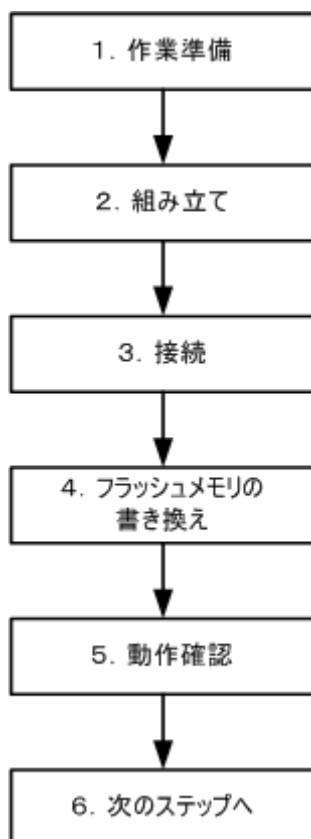 1. 作業準備
2. 組み立て
3. 接続
4. フラッシュメモリの
書き換え
5. 動作確認
6. 次のステップへ